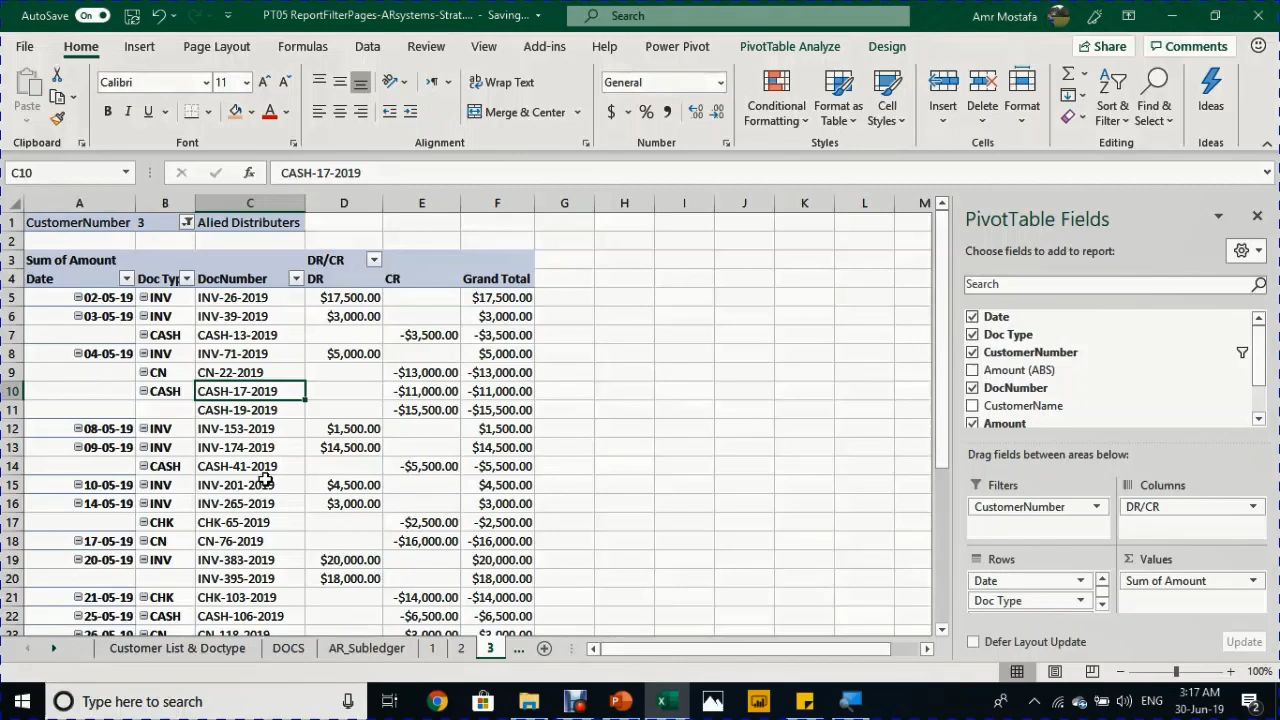 AutoSave On PT05 ReportFilterPages-ARsystems-Strat.... - Saving... Search Amr Mostafa
File Home Insert Page Layout Formulas Data Review View Add-ins Help Power Pivot PivotTable Analyze Design Share Comments
Paste Calibri 11 Wrap Text General Conditional Formatting Format as Table Cell Styles Insert Delete Format Sort & Filter Find & Select Ideas
B I U Merge & Center $ %
Clipboard Font Alignment Number Styles Cells Editing Ideas
C10 fx CASH-17-2019
A B C D E F G H I J K L M
1 CustomerNumber 3 Alied Distributers
2
3 Sum of Amount DR/CR
4 Date Doc Typ DocNumber DR CR Grand Total
5 02-05-19 INV INV-26-2019 $17,500.00 $17,500.00
6 03-05-19 INV INV-39-2019 $3,000.00 $3,000.00
7 CASH CASH-13-2019 -$3,500.00 -$3,500.00
8 04-05-19 INV INV-71-2019 $5,000.00 $5,000.00
9 CN CN-22-2019 -$13,000.00 -$13,000.00
10 CASH CASH-17-2019 -$11,000.00 -$11,000.00
11 CASH-19-2019 -$15,500.00 -$15,500.00
12 08-05-19 INV INV-153-2019 $1,500.00 $1,500.00
13 09-05-19 INV INV-174-2019 $14,500.00 $14,500.00
14 CASH CASH-41-2019 -$5,500.00 -$5,500.00
15 10-05-19 INV INV-201-2019 $4,500.00 $4,500.00
16 14-05-19 INV INV-265-2019 $3,000.00 $3,000.00
17 CHK CHK-65-2019 -$2,500.00 -$2,500.00
18 17-05-19 CN CN-76-2019 -$16,000.00 -$16,000.00
19 20-05-19 INV INV-383-2019 $20,000.00 $20,000.00
20 INV-395-2019 $18,000.00 $18,000.00
21 21-05-19 CHK CHK-103-2019 -$14,000.00 -$14,000.00
22 25-05-19 CASH CASH-106-2019 -$6,500.00 -$6,500.00
23 26-05-19 CN CN-118-2019 -$3,000.00 -$3,000.00
PivotTable Fields
Choose fields to add to report:
Search
Date
Doc Type
CustomerNumber
Amount (ABS)
DocNumber
CustomerName
Amount
Drag fields between areas below:
Filters Columns
CustomerNumber DR/CR
Rows Σ Values
Date Sum of Amount
Doc Type
Defer Layout Update Update
Customer List & Doctype DOCS AR_Subledger 1 2 3 ...
100%
Type here to search ENG 3:17 AM
30-Jun-19 2